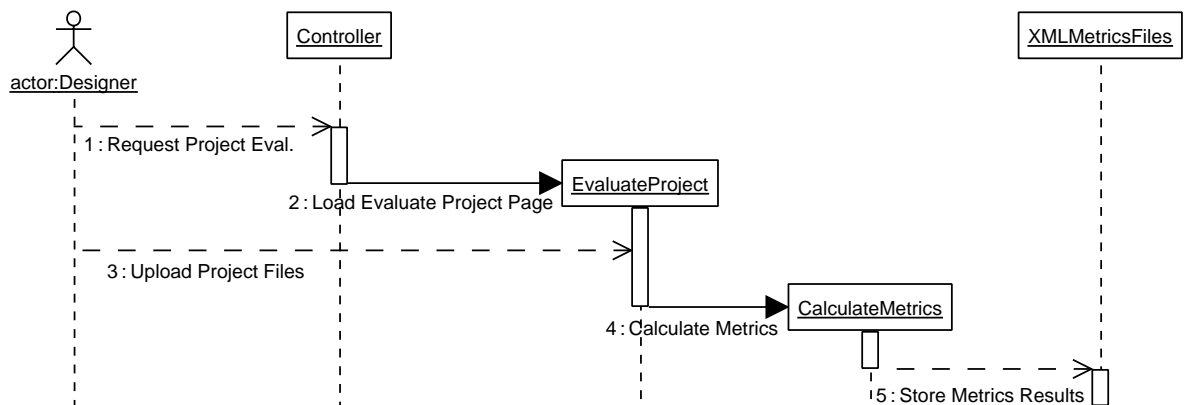 Controller
XMLMetricsFiles
actor:Designer
1 : Request Project Eval.
EvaluateProject
2 : Load Evaluate Project Page
3 : Upload Project Files
CalculateMetrics
4 : Calculate Metrics
5 : Store Metrics Results